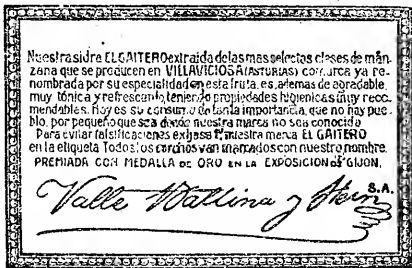 Nuestra sidra EL GAITERO extraida de las mas selectas clases de man-
zana que se producen en VILLAVICIOSA (ASTURIAS) comarca ya re-
nombrada por su especialidad en esta fruta, es, ademas de agradable,
muy tónica y refrescante, teniendo propiedades higienicas muy reco-
mendables. Hoy es su consumo de tanta importancia, que no hay pue-
blo, por pequeño que sea donde nuestra marca no sea conocida
Para evitar falsificaciones exijase nuestra marca EL GAITERO
en la etiqueta Todos los corchos van marcados con nuestro nombre.
PREMIADA CON MEDALLA DE ORO EN LA EXPOSICION de GIJON.
Valle Ballina y Fern S.A.